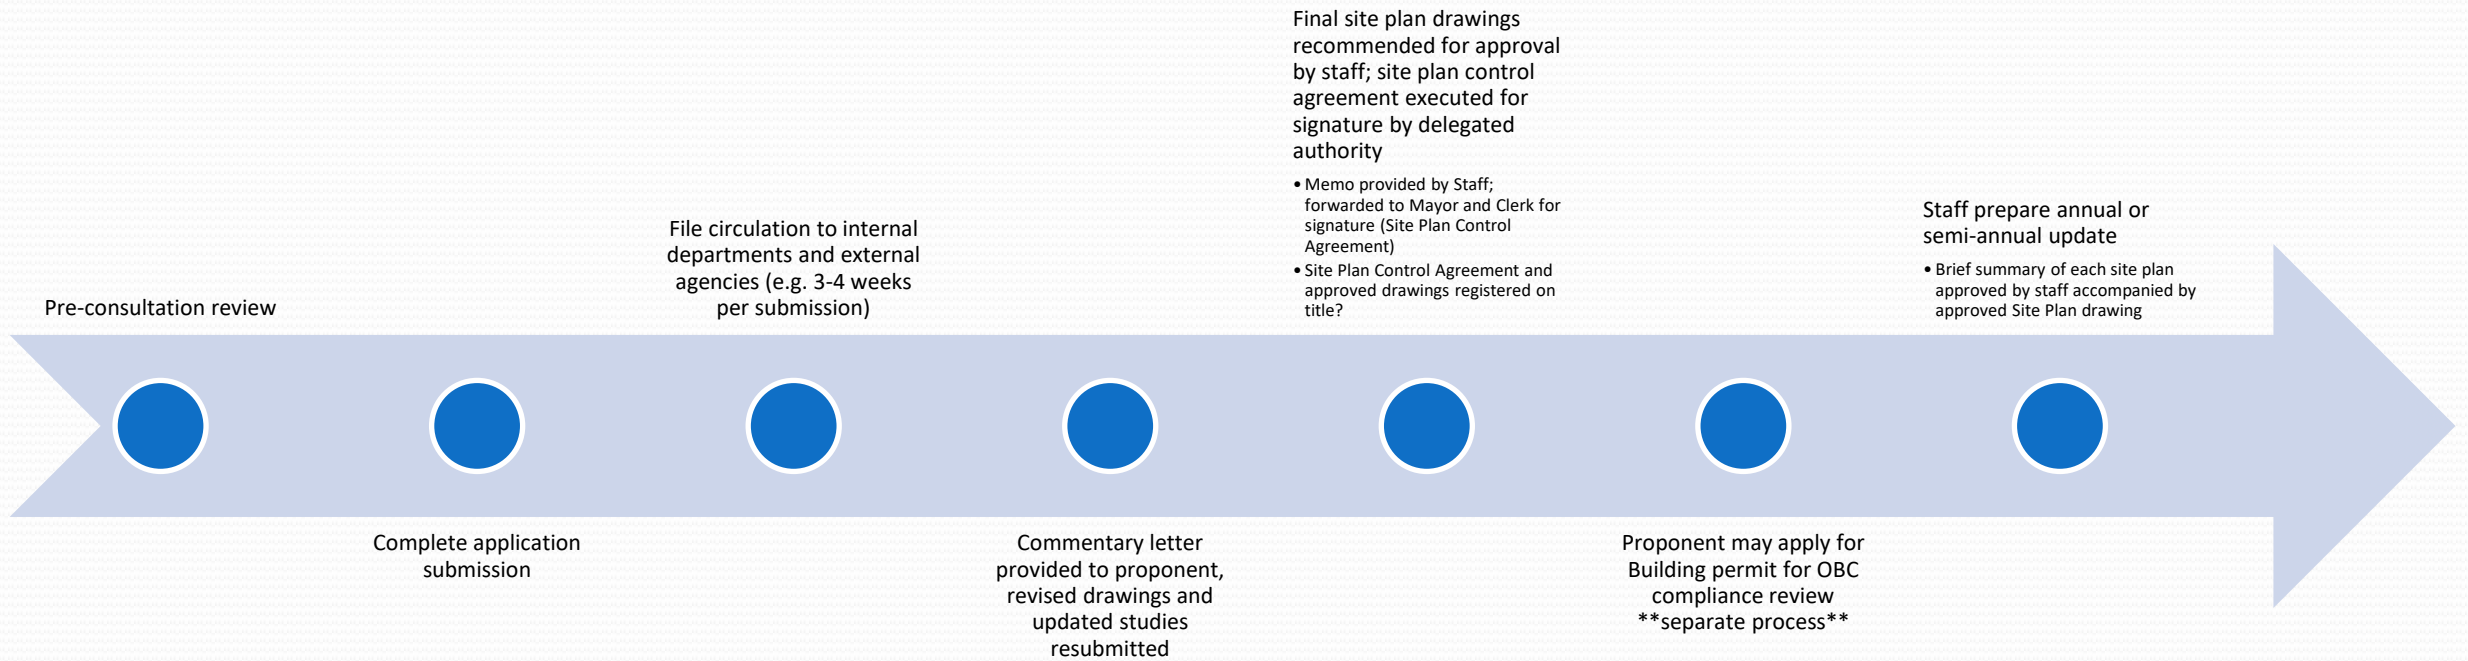 Pre-consultation review
Complete application
submission
File circulation to internal
departments and external
agencies (e.g. 3-4 weeks
per submission)
Commentary letter
provided to proponent,
revised drawings and
updated studies
resubmitted
Final site plan drawings
recommended for approval
by staff; site plan control
agreement executed for
signature by delegated
authority
• Memo provided by Staff;
forwarded to Mayor and Clerk for
signature (Site Plan Control
Agreement)
• Site Plan Control Agreement and
approved drawings registered on
title?
Proponent may apply for
Building permit for OBC
compliance review
**separate process**
Staff prepare annual or
semi-annual update
• Brief summary of each site plan
approved by staff accompanied by
approved Site Plan drawing